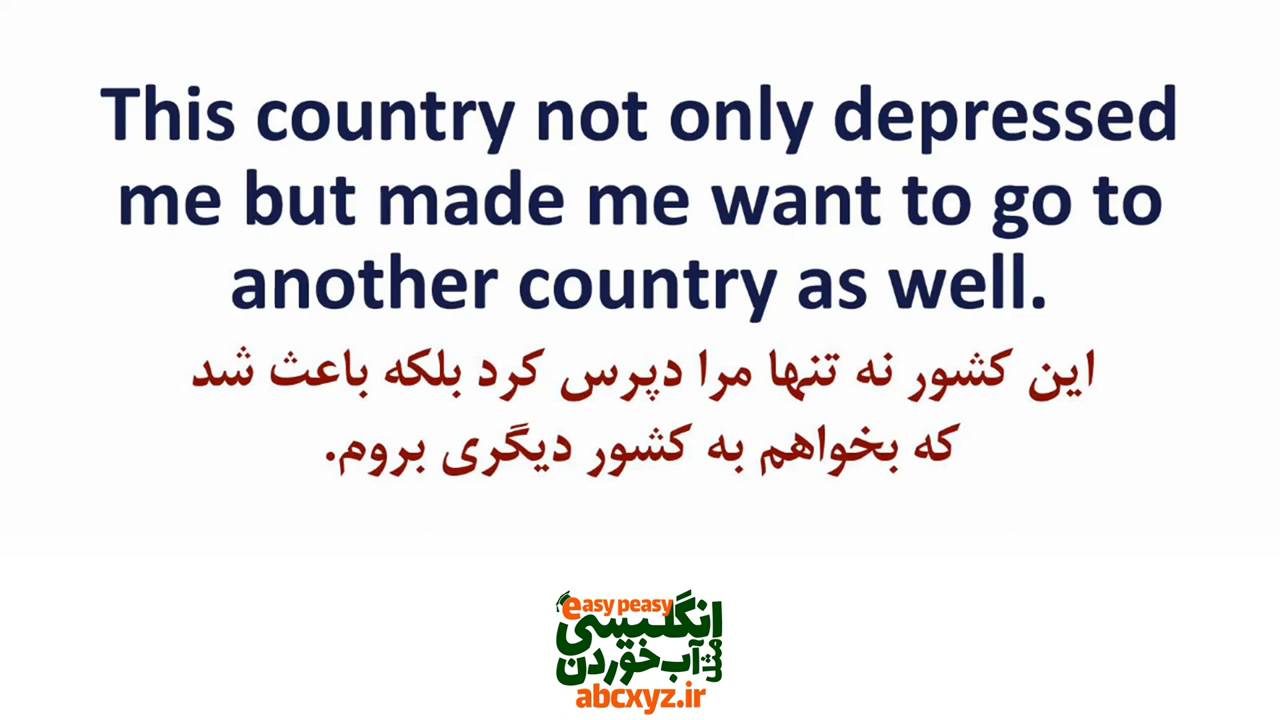 This country not only depressed
me but made me want to go to
another country as well.
این کشور نه تنها مرا دپرس کرد بلکه باعث شد
که بخواهم به کشور دیگری بروم.
easy peasy
انگلیسی
مثل آب خوردن
abcxyz.ir